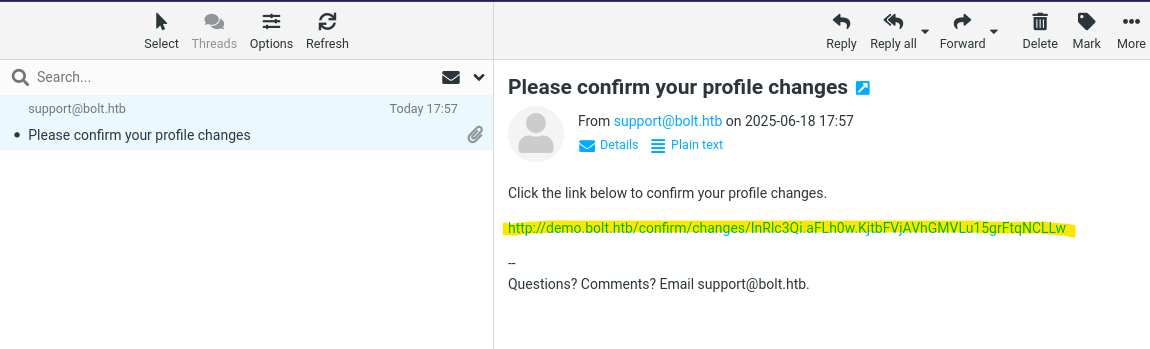 Select Threads Options Refresh
Reply Reply all Forward Delete Mark More
Search...
support@bolt.htb Today 17:57
Please confirm your profile changes
Please confirm your profile changes
From support@bolt.htb on 2025-06-18 17:57
Details Plain text
Click the link below to confirm your profile changes.
http://demo.bolt.htb/confirm/changes/InRlc3Qi.aFLh0w.KjtbFVjAVhGMVLu15grFtqNCLLw
--
Questions? Comments? Email support@bolt.htb.